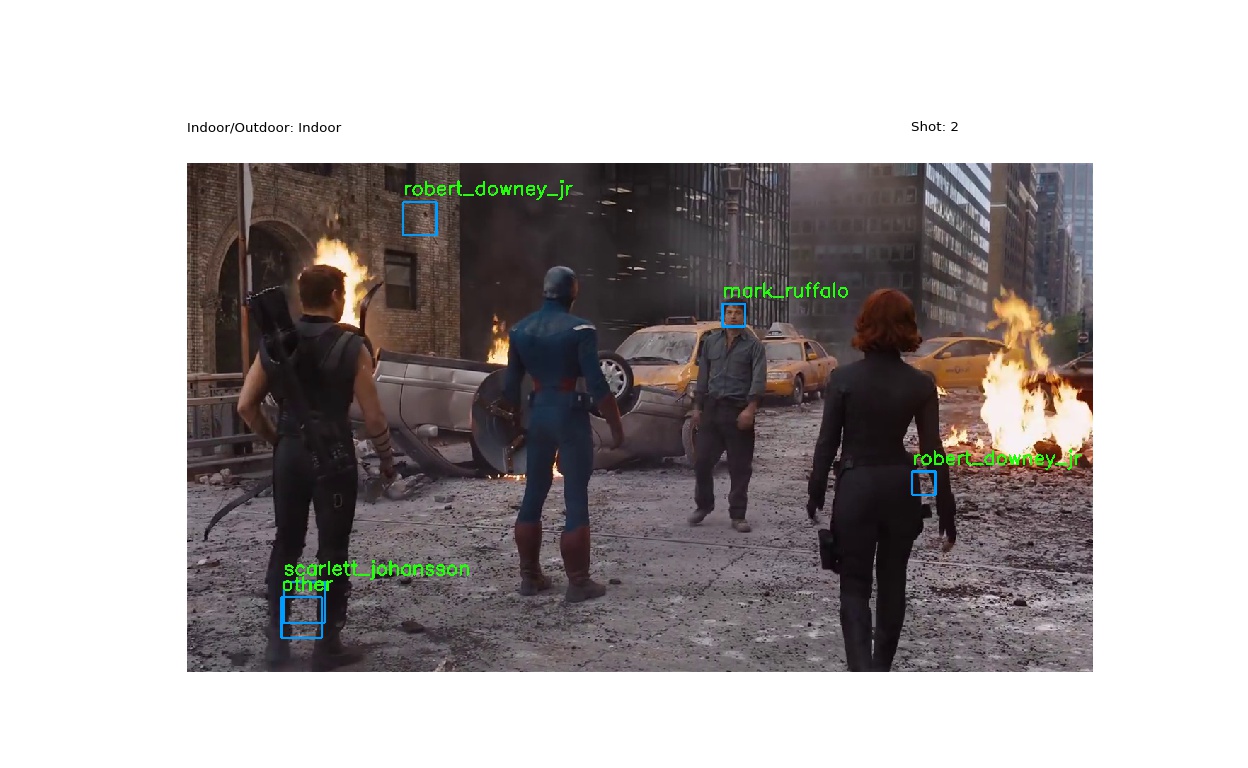 Indoor/Outdoor: Indoor
Shot: 2
robert_downey_jr
mark_ruffalo
robert_downey_jr
scarlett_johansson
other